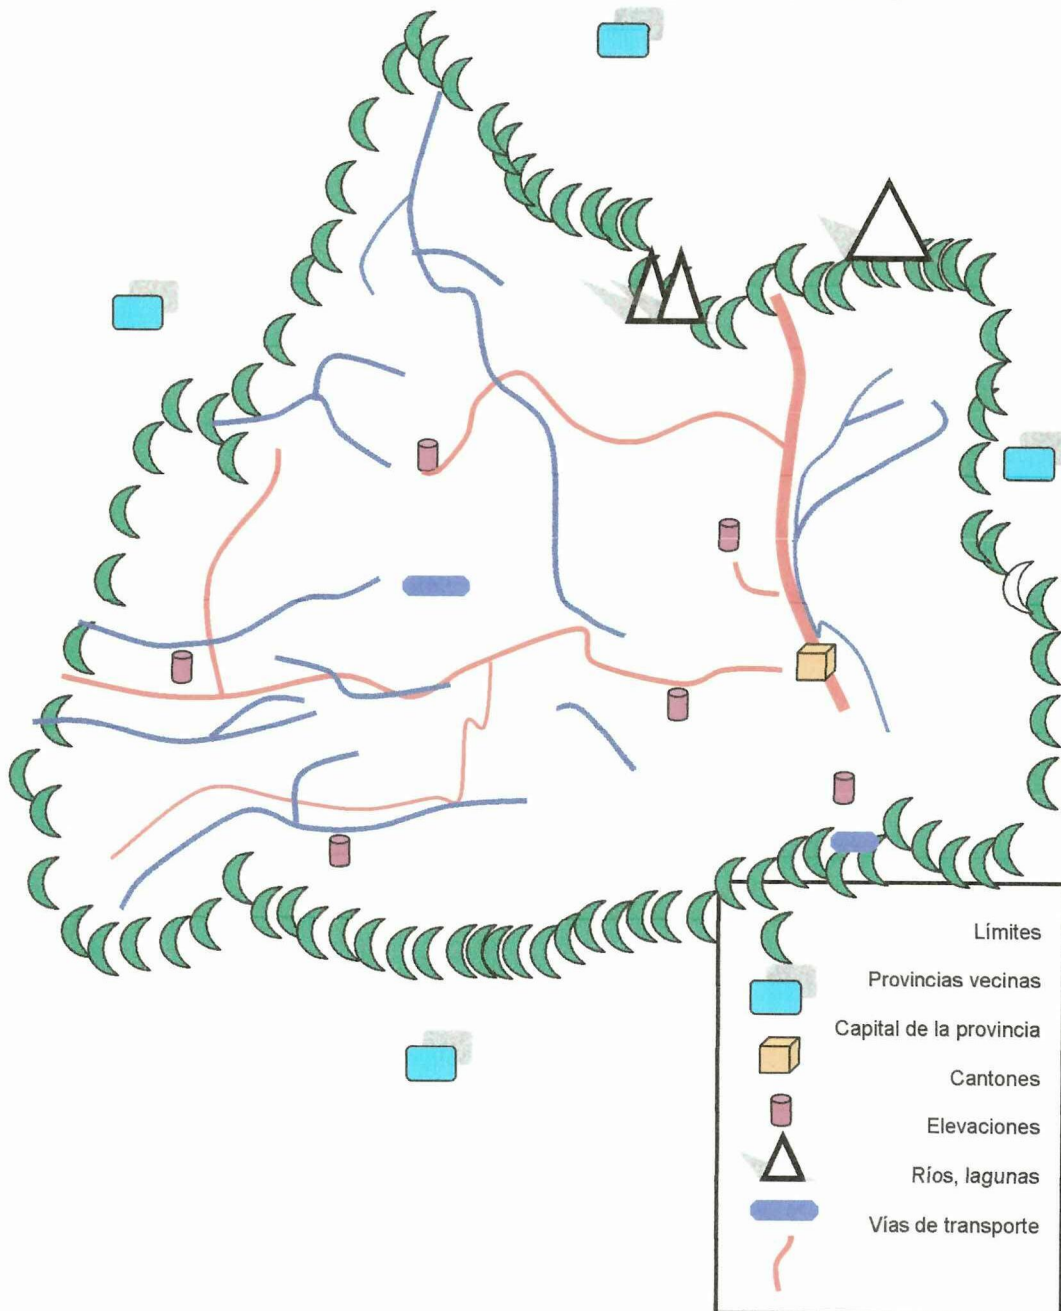 Límites
Provincias vecinas
Capital de la provincia
Cantones
Elevaciones
Ríos, lagunas
Vías de transporte